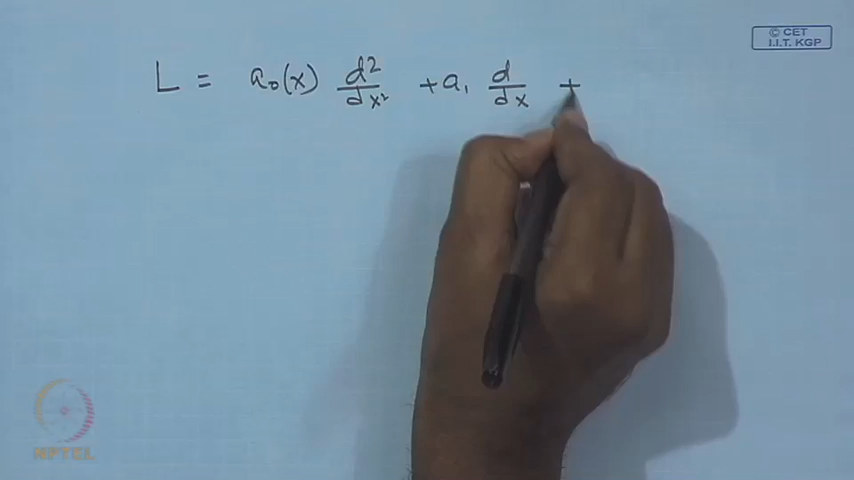 © CET
I.I.T. KGP
L = a₀(x) d²/dx² + a₁ d/dx +
NPTEL